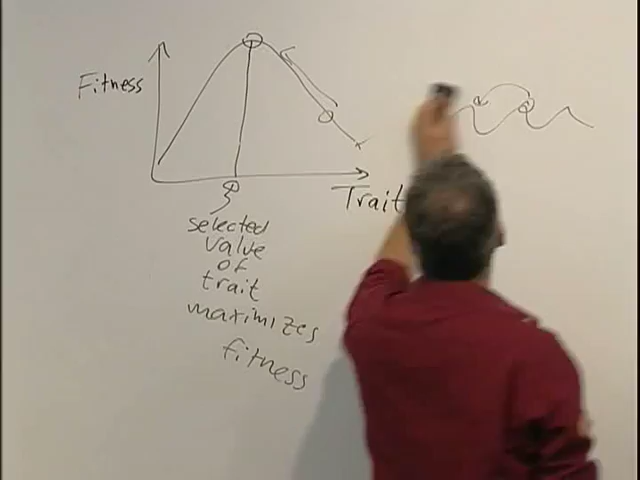 Fitness
Trait
selected
value
of
trait
maximizes
fitness